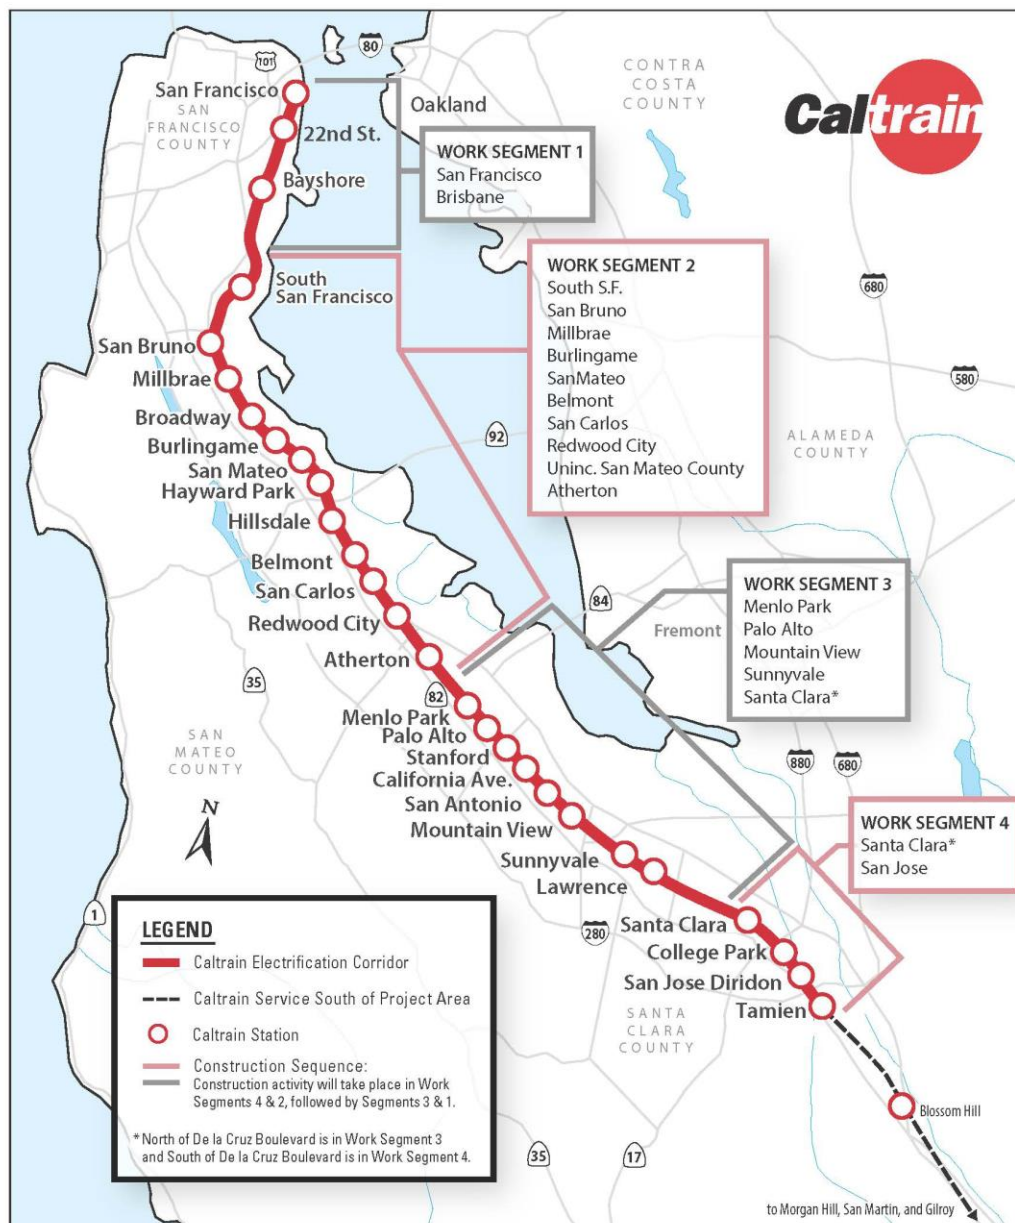 80
101
San Francisco
SAN
FRANCISCO
COUNTY
22nd St.
Bayshore
Oakland
CONTRA
COSTA
COUNTY
Caltrain
WORK SEGMENT 1
San Francisco
Brisbane
South
San Francisco
WORK SEGMENT 2
South S.F.
San Bruno
Millbrae
Burlingame
SanMateo
Belmont
San Carlos
Redwood City
Uninc. San Mateo County
Atherton
680
580
92
ALAMEDA
COUNTY
San Bruno
Millbrae
Broadway
Burlingame
San Mateo
Hayward Park
Hillsdale
Belmont
San Carlos
Redwood City
Atherton
84
Fremont
WORK SEGMENT 3
Menlo Park
Palo Alto
Mountain View
Sunnyvale
Santa Clara*
35
82
SAN
MATEO
COUNTY
Menlo Park
Palo Alto
Stanford
California Ave.
San Antonio
Mountain View
Sunnyvale
Lawrence
880
680
WORK SEGMENT 4
Santa Clara*
San Jose
N
1
280
Santa Clara
College Park
San Jose Diridon
Tamien
SANTA
CLARA
COUNTY
LEGEND
Caltrain Electrification Corridor
Caltrain Service South of Project Area
Caltrain Station
Construction Sequence:
Construction activity will take place in Work
Segments 4 & 2, followed by Segments 3 & 1.
*North of De la Cruz Boulevard is in Work Segment 3
and South of De la Cruz Boulevard is in Work Segment 4.
Blossom Hill
35
17
to Morgan Hill, San Martin, and Gilroy